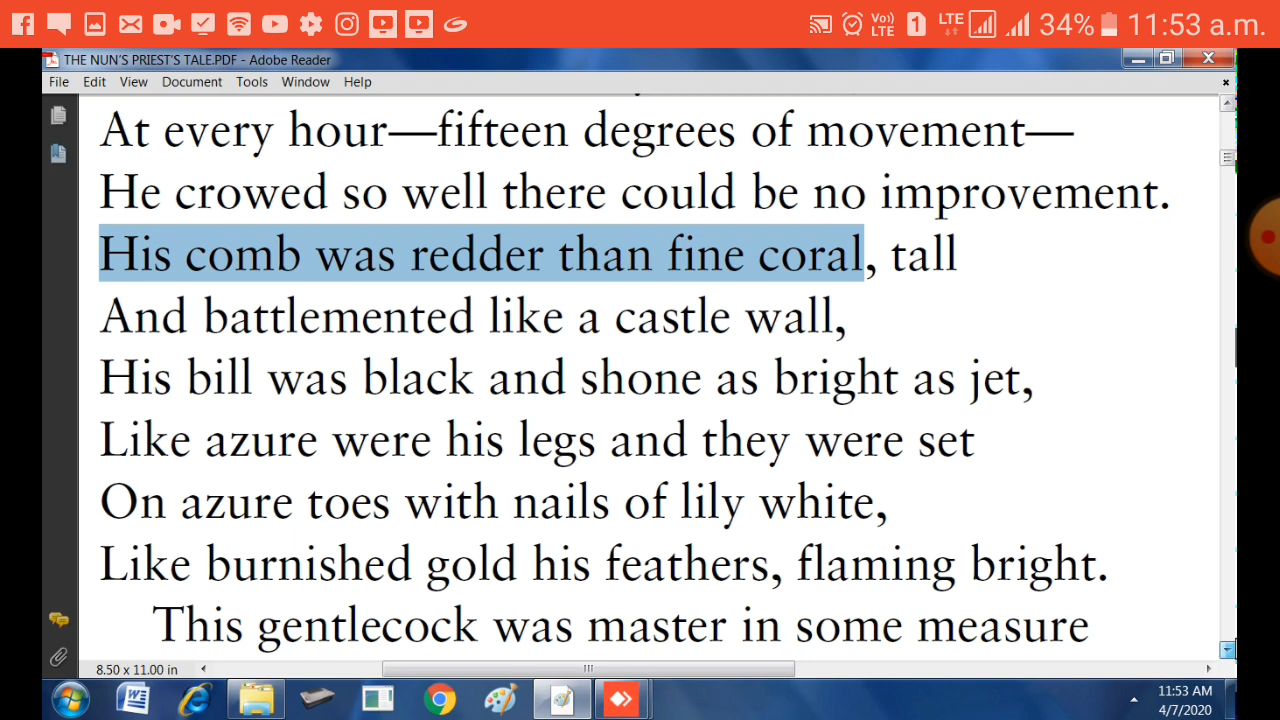 Vo)
LTE
1
LTE
34%
11:53 a.m.
THE NUN'S PRIEST'S TALE.PDF - Adobe Reader
File Edit View Document Tools Window Help
At every hour—fifteen degrees of movement—
He crowed so well there could be no improvement.
His comb was redder than fine coral, tall
And battlemented like a castle wall,
His bill was black and shone as bright as jet,
Like azure were his legs and they were set
On azure toes with nails of lily white,
Like burnished gold his feathers, flaming bright.
This gentlecock was master in some measure
8.50 x 11.00 in
11:53 AM
4/7/2020